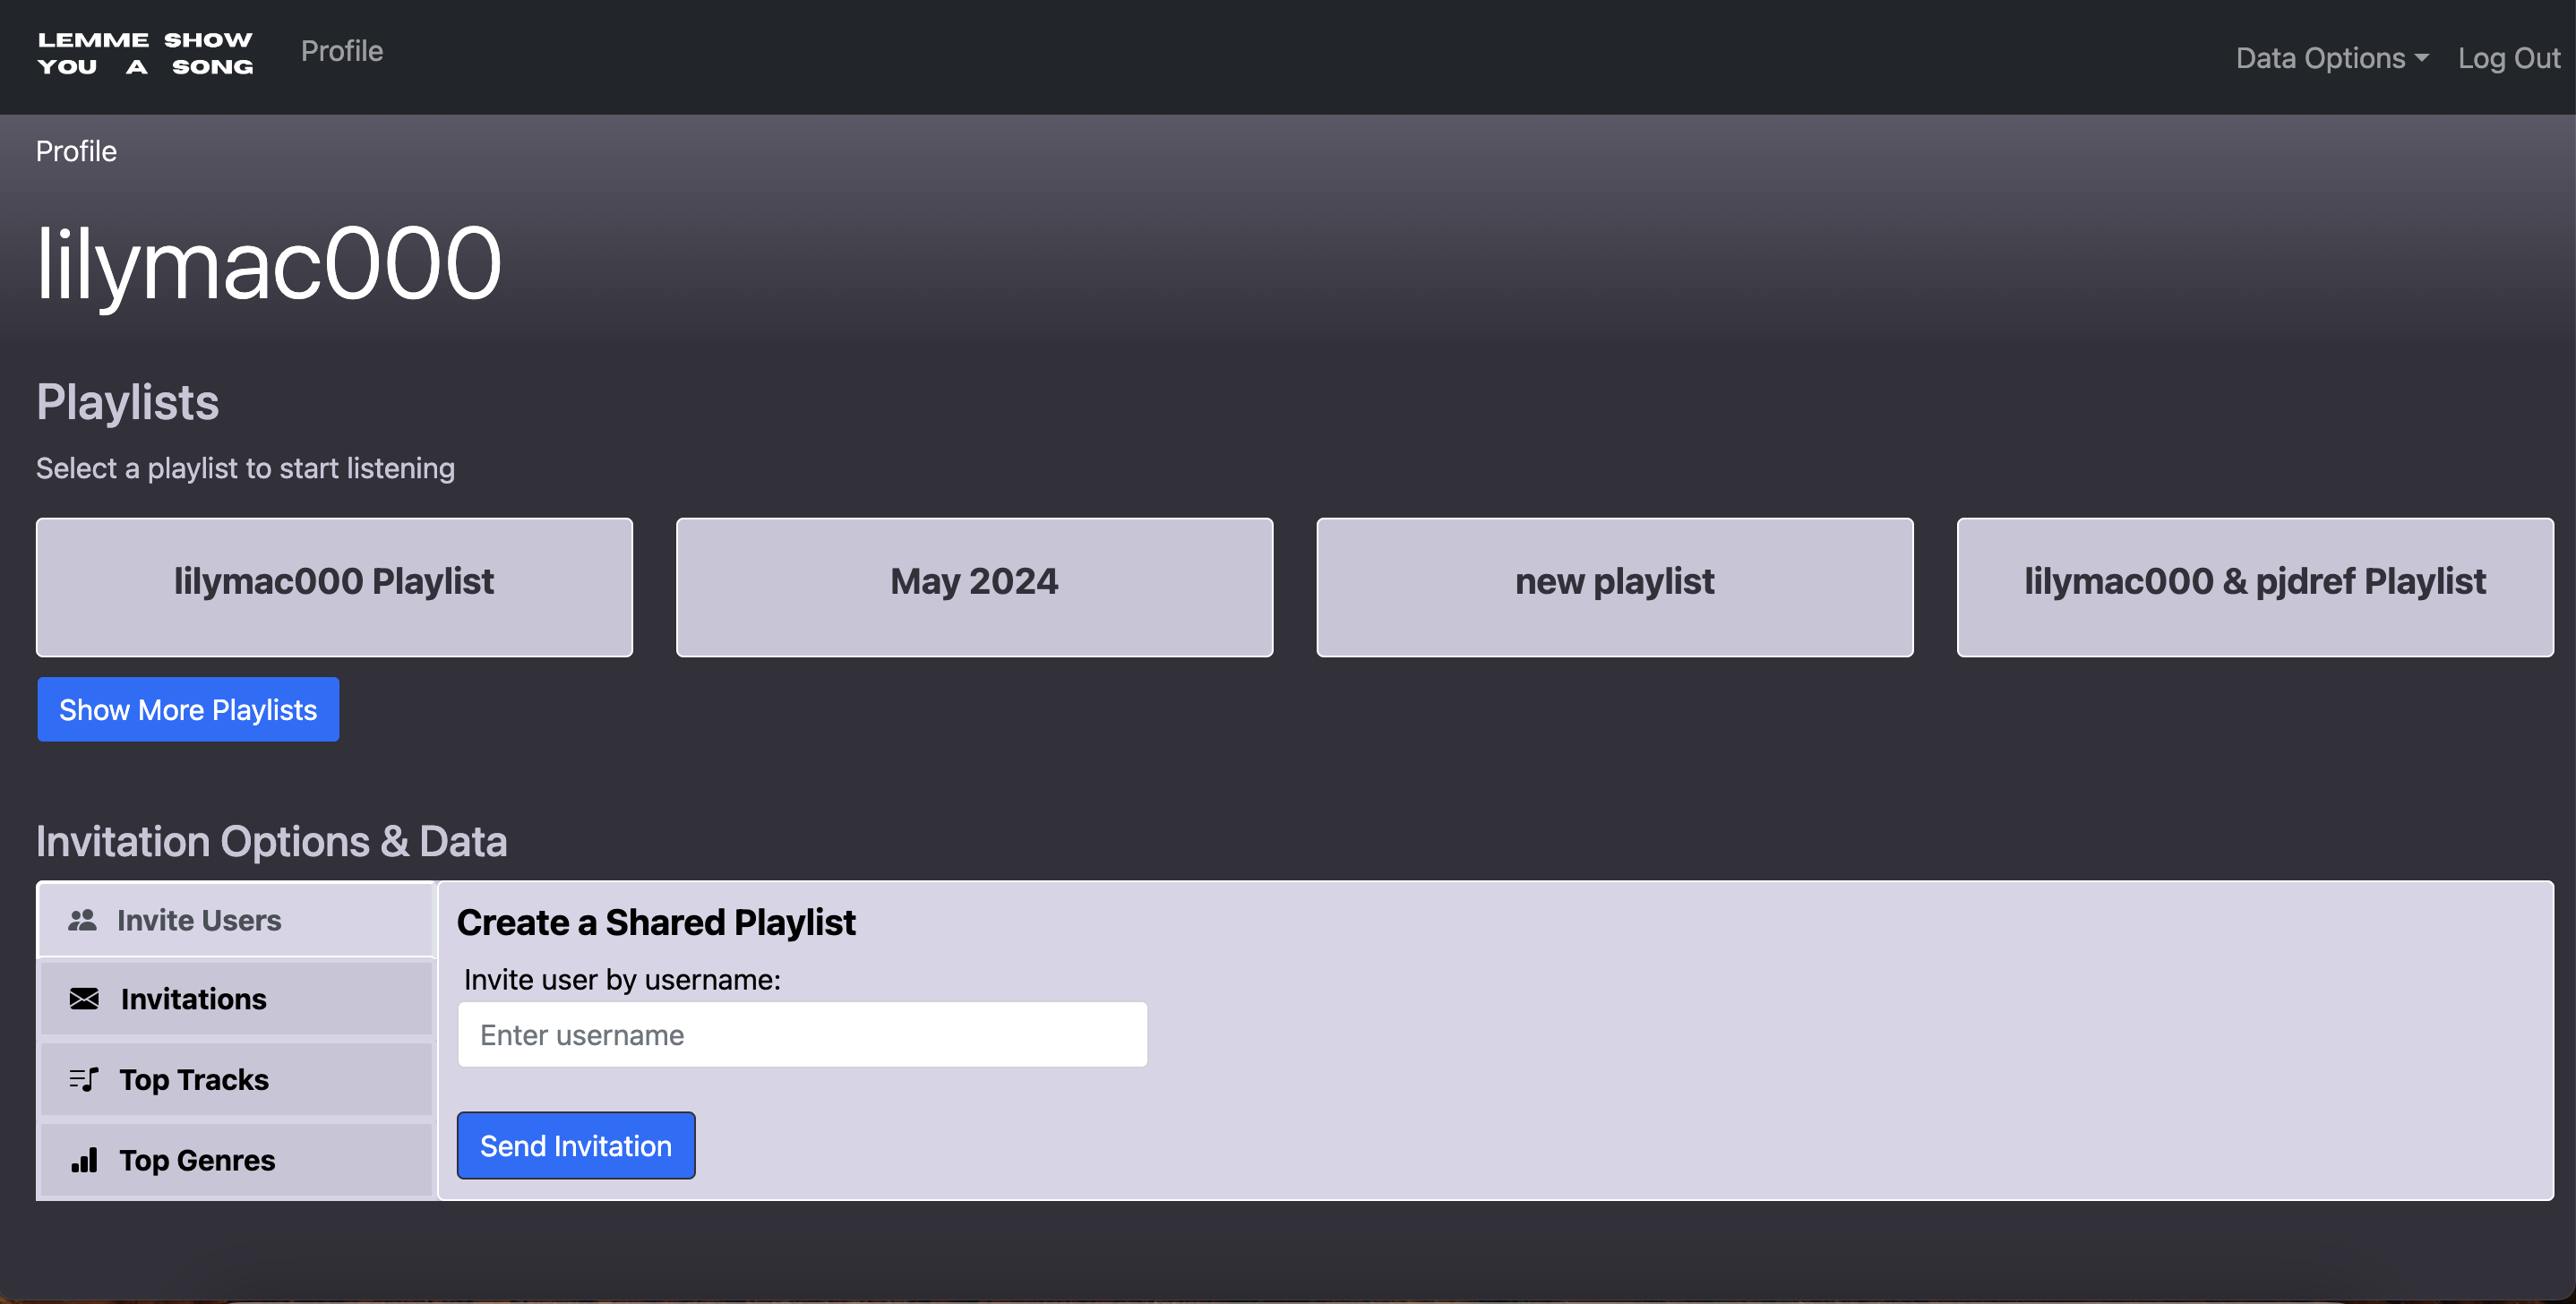 LEMME SHOW
YOU A SONG
Profile
Data Options
Log Out
Profile
lilymac000
Playlists
Select a playlist to start listening
lilymac000 Playlist
May 2024
new playlist
lilymac000 & pjdref Playlist
Show More Playlists
Invitation Options & Data
Invite Users
Invitations
Top Tracks
Top Genres
Create a Shared Playlist
Invite user by username:
Enter username
Send Invitation